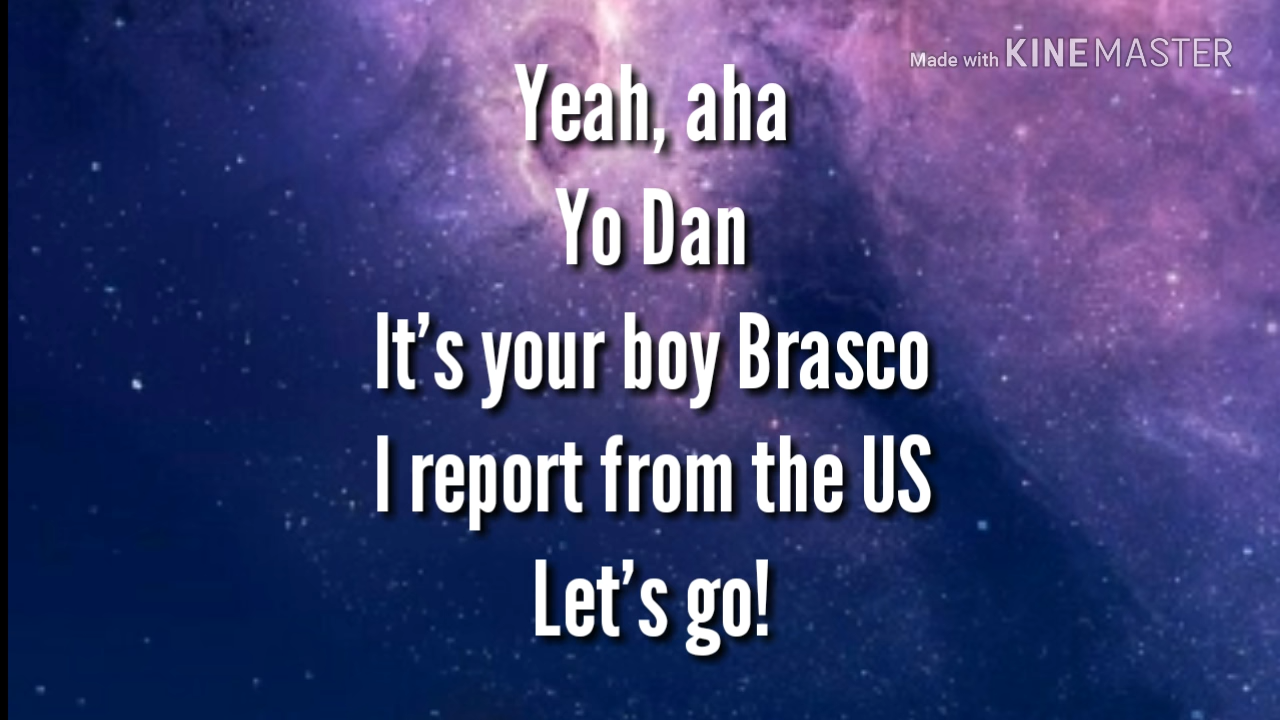 Made with KINEMASTER
Yeah, aha
Yo Dan
It's your boy Brasco
I report from the US
Let's go!